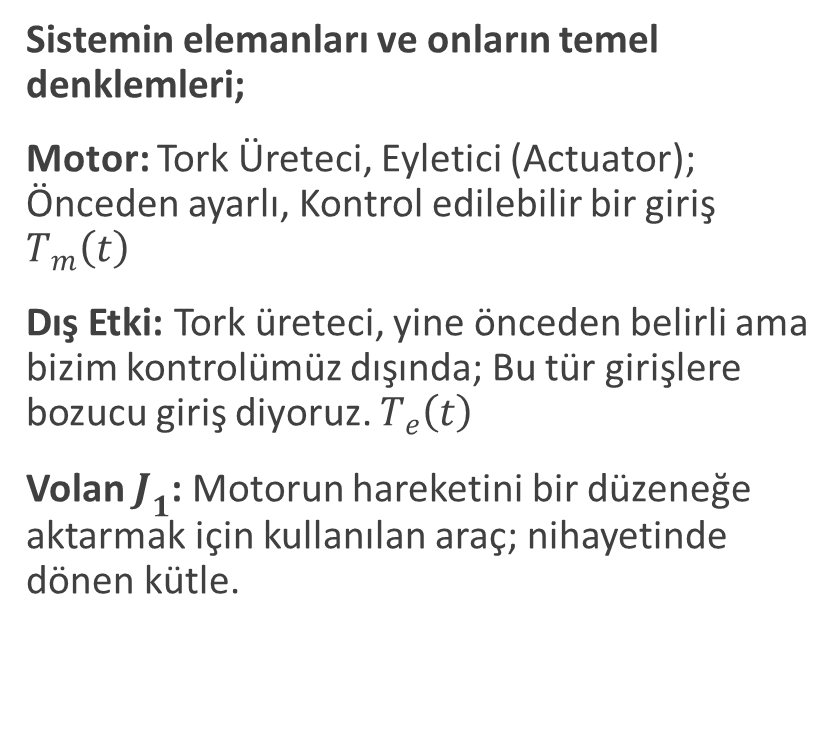 Sistemin elemanları ve onların temel
denklemleri;
Motor: Tork Üreteci, Eyletici (Actuator);
Önceden ayarlı, Kontrol edilebilir bir giriş
T_m(t)
Dış Etki: Tork üreteci, yine önceden belirli ama
bizim kontrolümüz dışında; Bu tür girişlere
bozucu giriş diyoruz. T_e(t)
Volan J_1: Motorun hareketini bir düzeneğe
aktarmak için kullanılan araç; nihayetinde
dönen kütle.